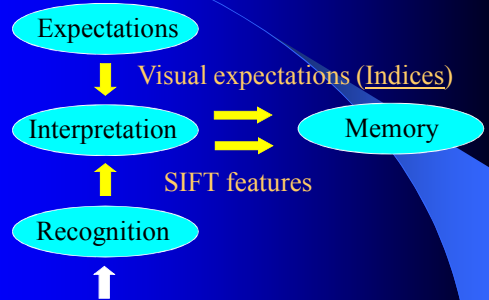 Expectations
Visual expectations (Indices)
Interpretation
Memory
SIFT features
Recognition